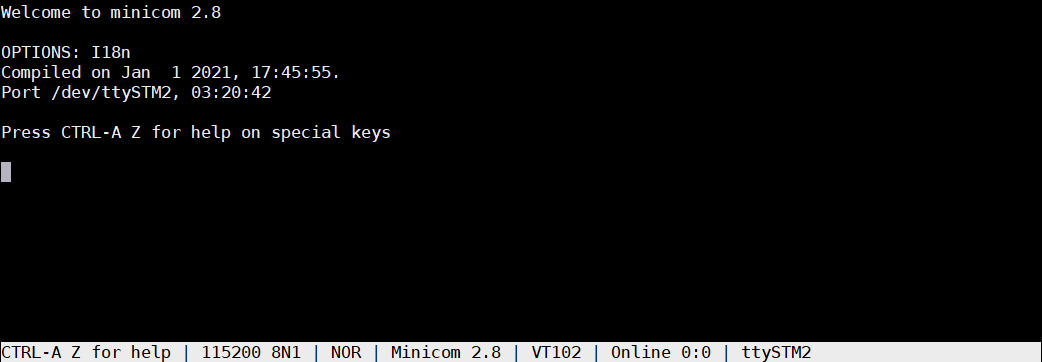 Welcome to minicom 2.8
OPTIONS: I18n
Compiled on Jan  1 2021, 17:45:55.
Port /dev/ttySTM2, 03:20:42
Press CTRL-A Z for help on special keys
CTRL-A Z for help | 115200 8N1 | NOR | Minicom 2.8 | VT102 | Online 0:0 | ttySTM2